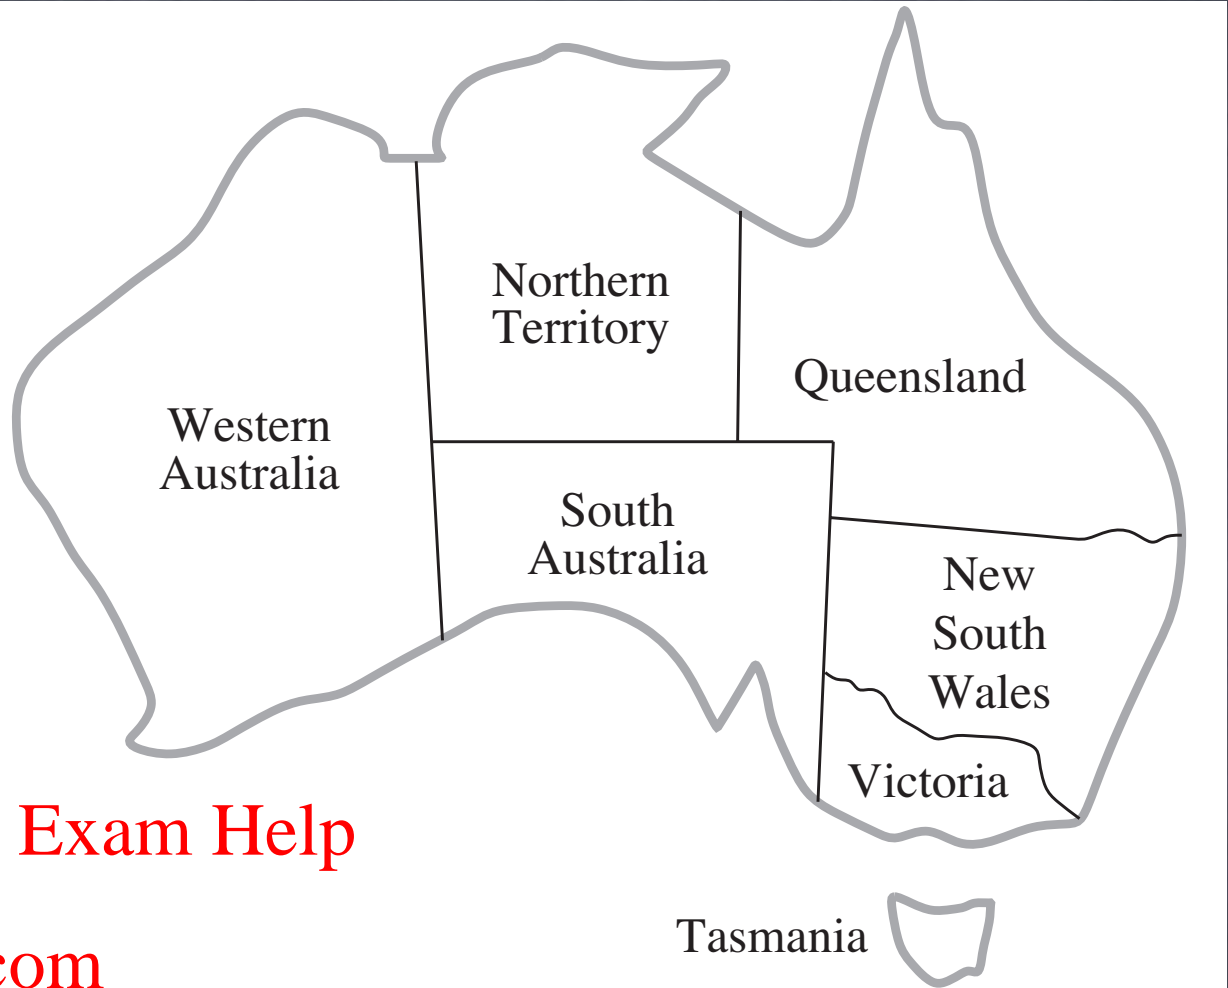 Northern
Territory
Queensland
Western
Australia
South
Australia
New
South
Wales
Victoria
Exam Help
Tasmania
com